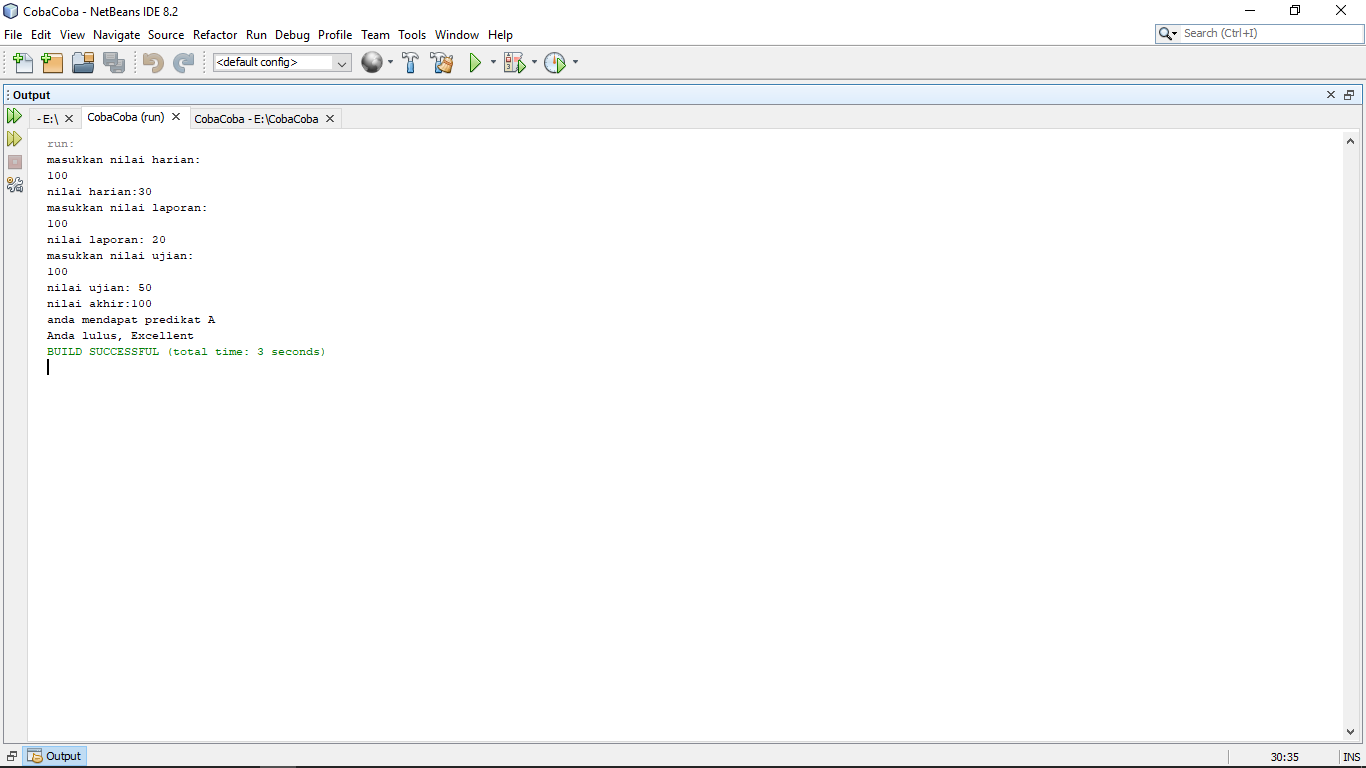 CobaCoba - NetBeans IDE 8.2
File Edit View Navigate Source Refactor Run Debug Profile Team Tools Window Help
Search (Ctrl+I)
<default config>
Output
- E:\ CobaCoba (run) CobaCoba - E:\CobaCoba
run:
masukkan nilai harian:
100
nilai harian:30
masukkan nilai laporan:
100
nilai laporan: 20
masukkan nilai ujian:
100
nilai ujian: 50
nilai akhir:100
anda mendapat predikat A
Anda lulus, Excellent
BUILD SUCCESSFUL (total time: 3 seconds)
Output
30:35 INS